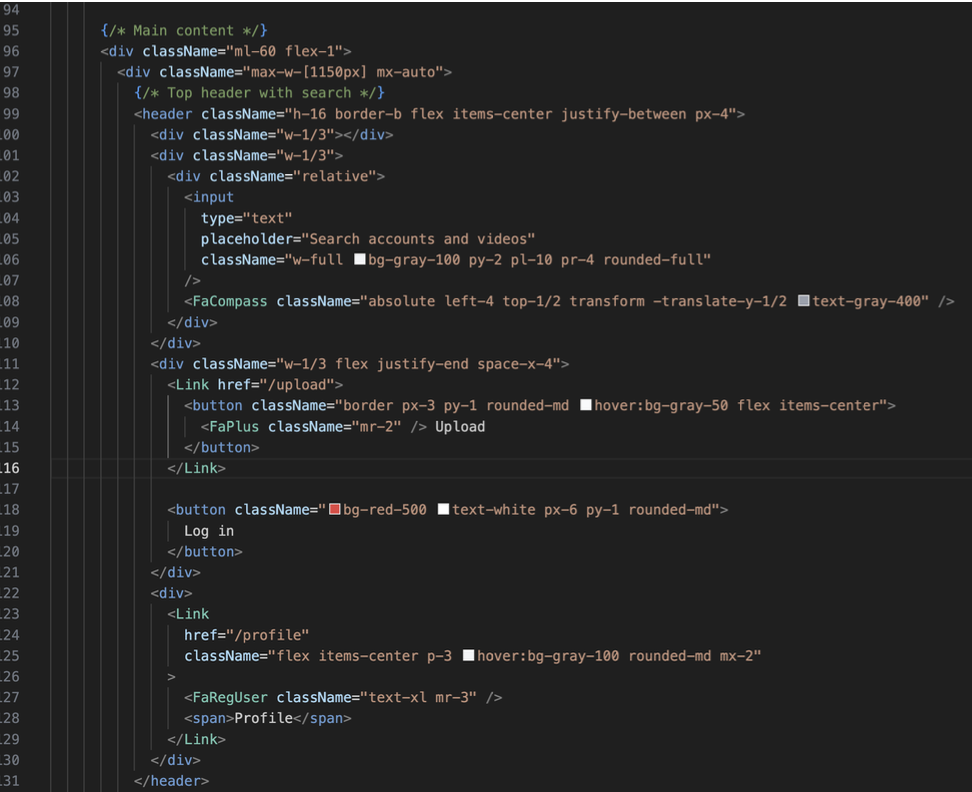 94
95 {/* Main content */}
96 <div className="ml-60 flex-1">
97 <div className="max-w-[1150px] mx-auto">
98 {/* Top header with search */}
99 <header className="h-16 border-b flex items-center justify-between px-4">
100 <div className="w-1/3"></div>
101 <div className="w-1/3">
102 <div className="relative">
103 <input
104 type="text"
105 placeholder="Search accounts and videos"
106 className="w-full bg-gray-100 py-2 pl-10 pr-4 rounded-full"
107 />
108 <FaCompass className="absolute left-4 top-1/2 transform -translate-y-1/2 text-gray-400" />
109 </div>
110 </div>
111 <div className="w-1/3 flex justify-end space-x-4">
112 <Link href="/upload">
113 <button className="border px-3 py-1 rounded-md hover:bg-gray-50 flex items-center">
114 <FaPlus className="mr-2" /> Upload
115 </button>
116 </Link>
117
118 <button className="bg-red-500 text-white px-6 py-1 rounded-md">
119 Log in
120 </button>
121 </div>
122 <div>
123 <Link
124 href="/profile"
125 className="flex items-center p-3 hover:bg-gray-100 rounded-md mx-2"
126 >
127 <FaRegUser className="text-xl mr-3" />
128 <span>Profile</span>
129 </Link>
130 </div>
131 </header>